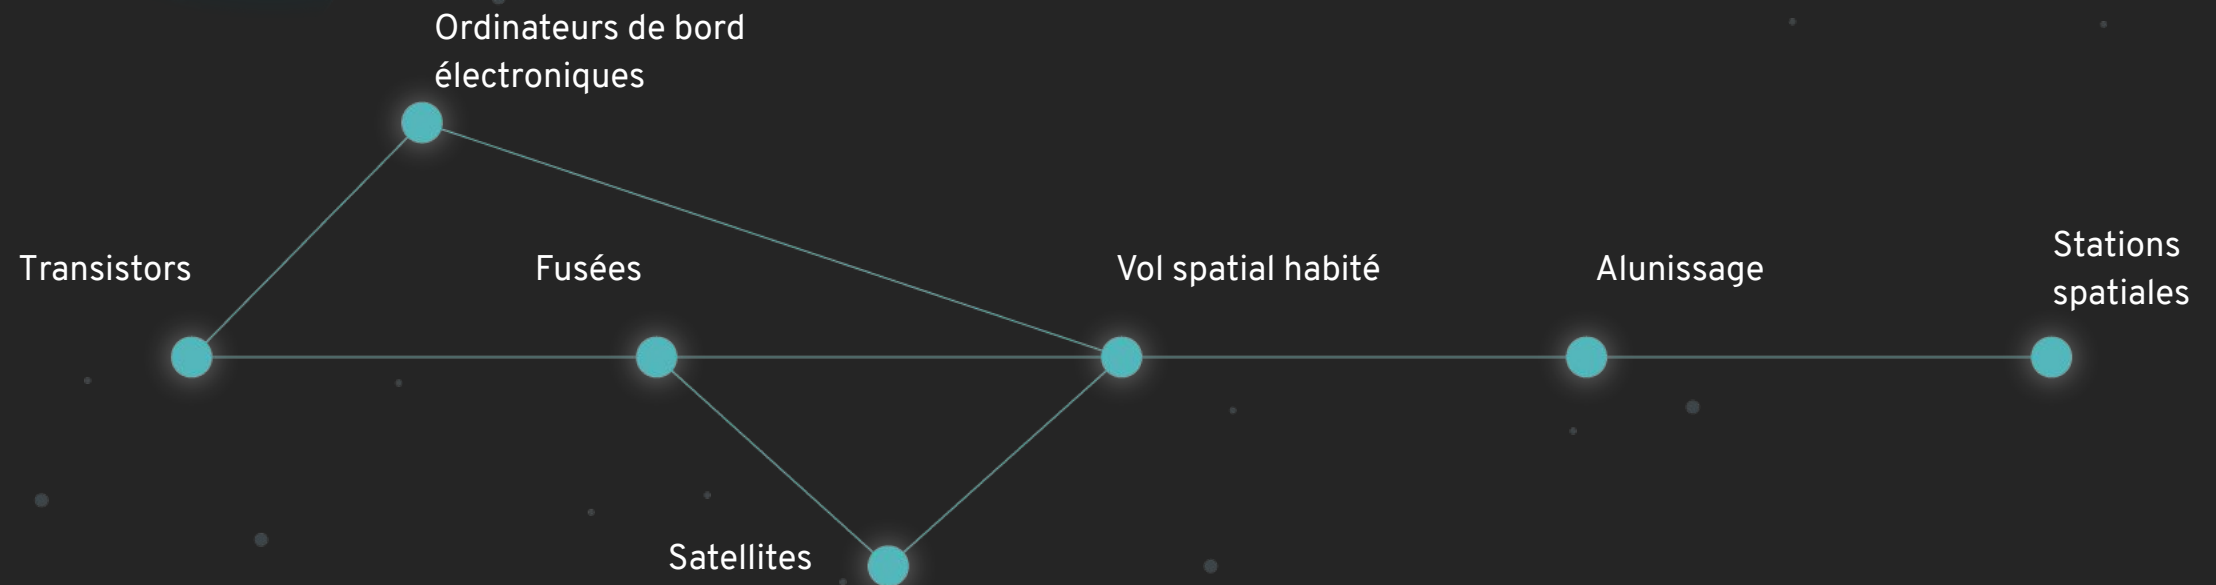 Ordinateurs de bord
électroniques
Transistors
Fusées
Vol spatial habité
Alunissage
Stations
spatiales
Satellites